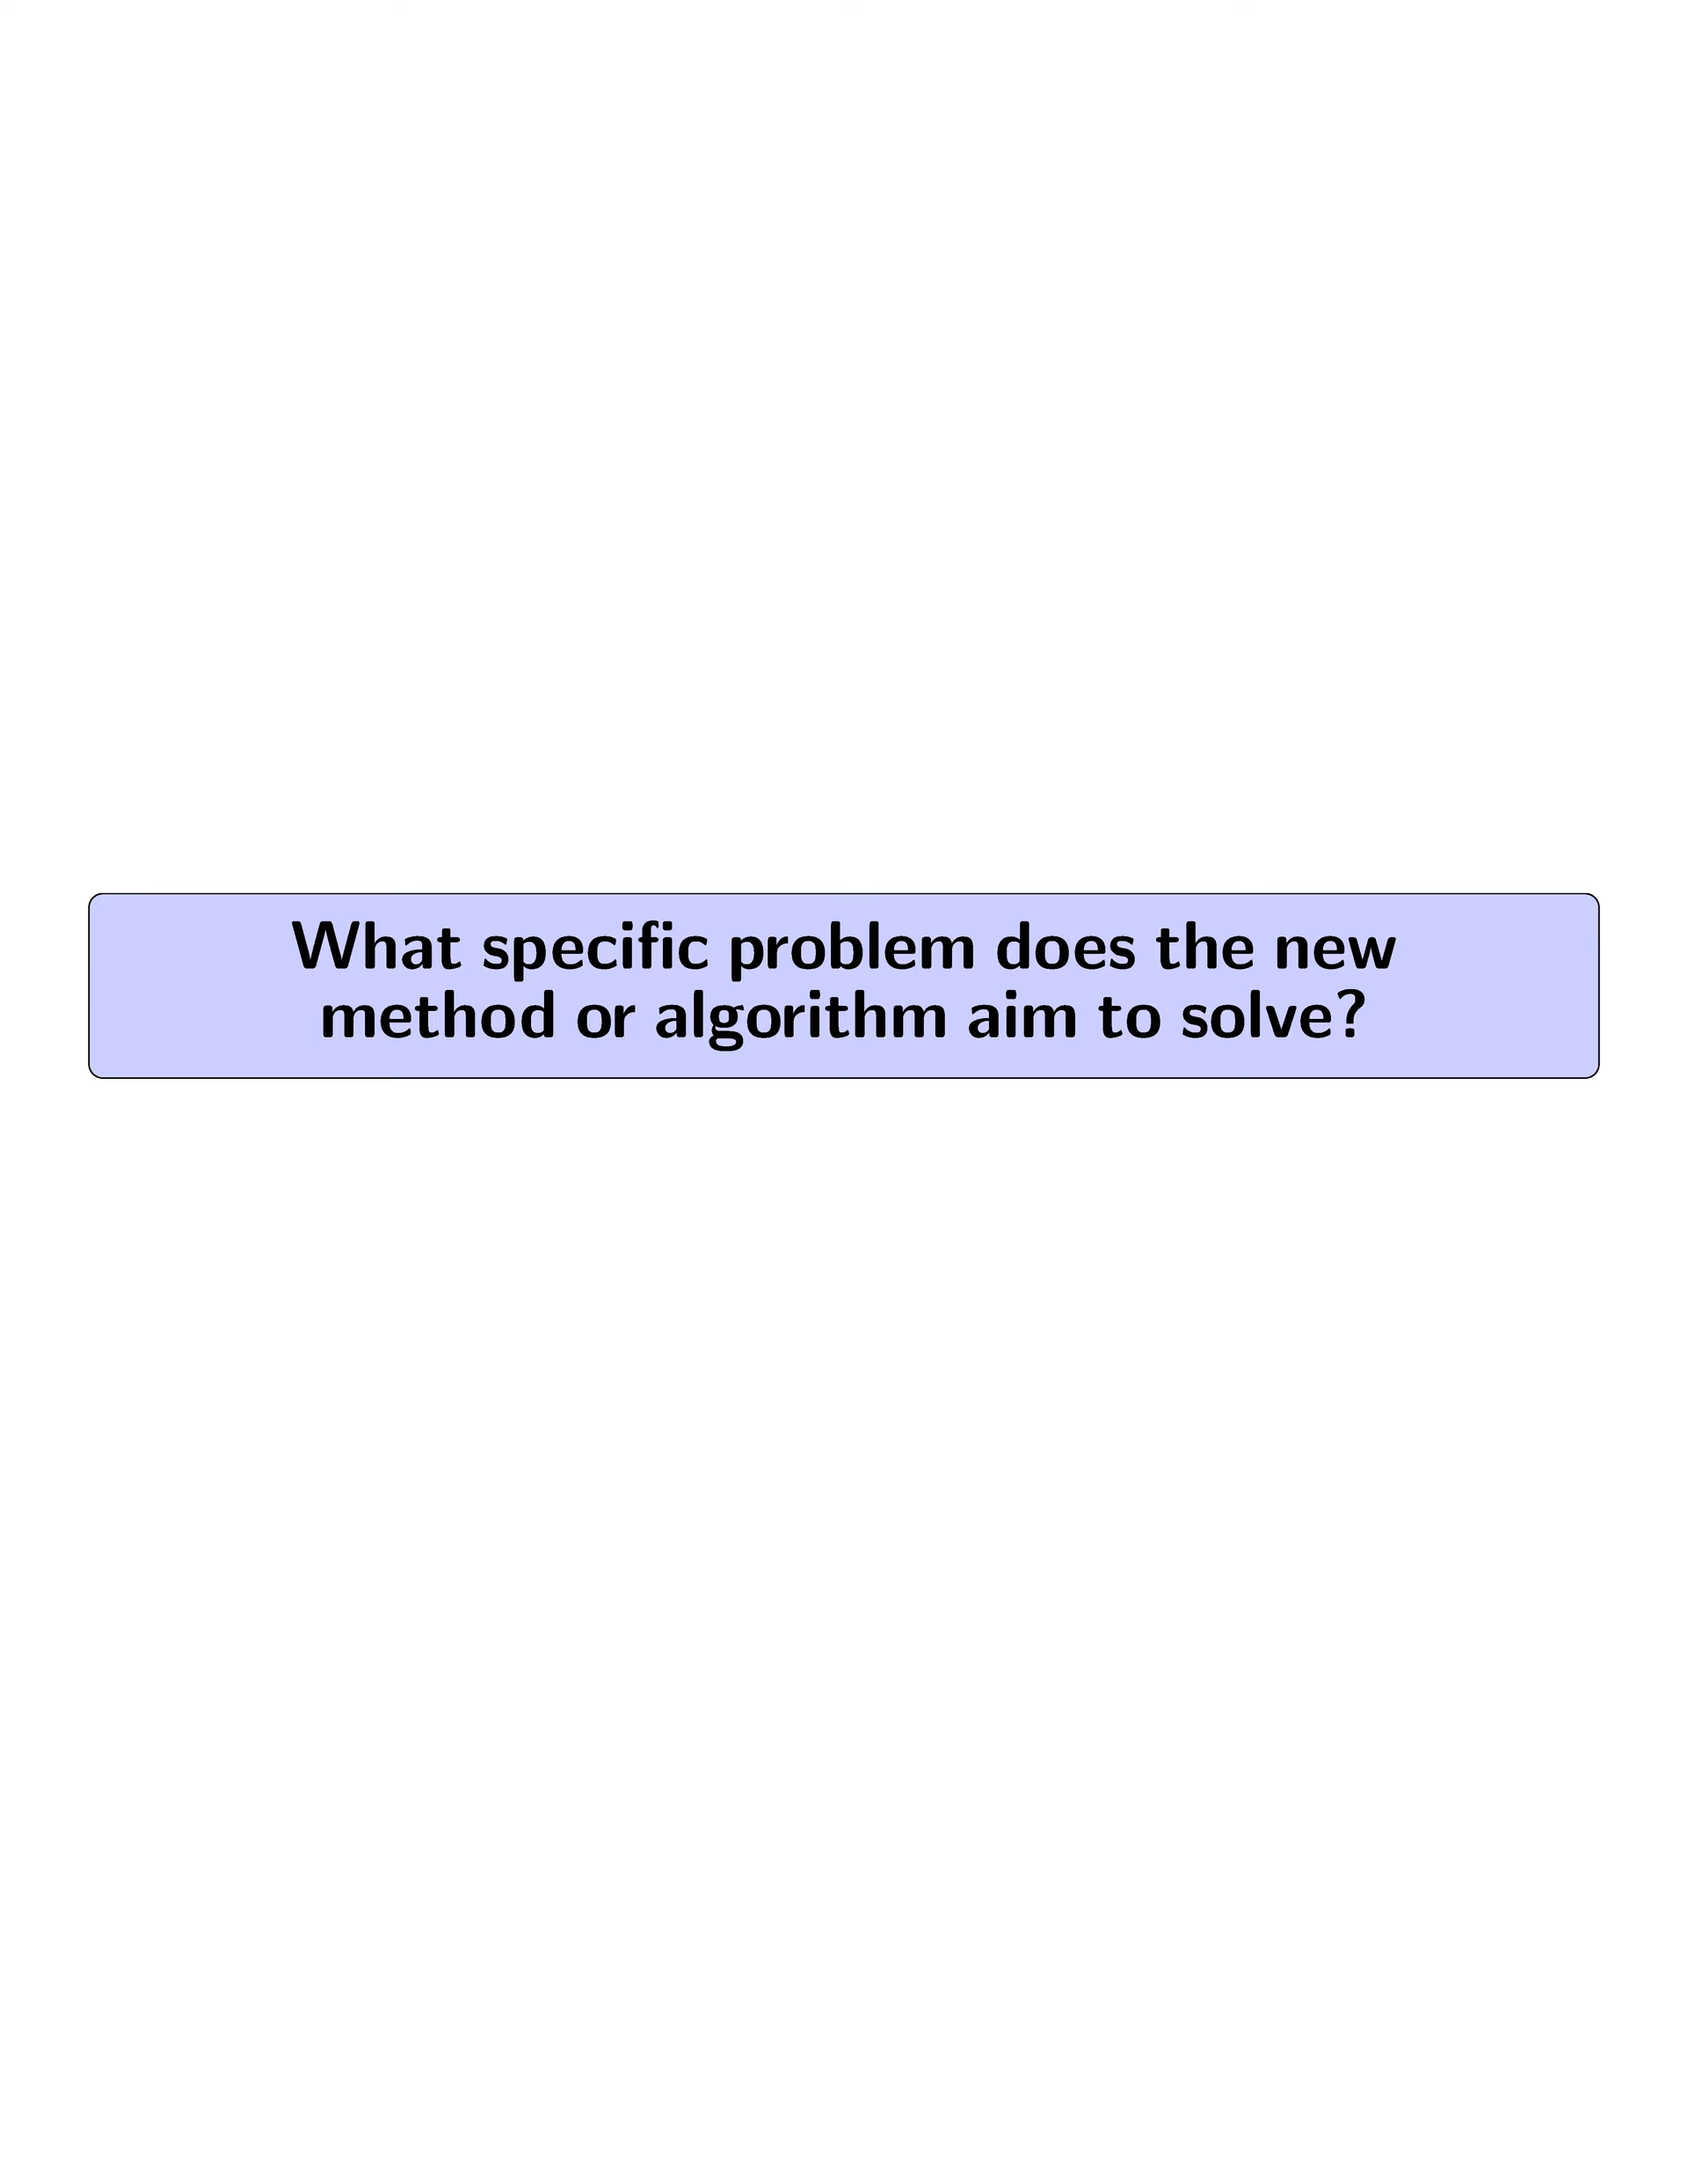 What specific problem does the new
method or algorithm aim to solve?